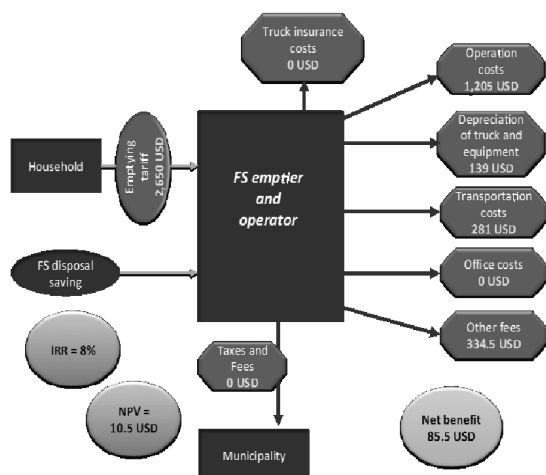 Truck insurance
costs
0 USD
Operation
costs
1,205 USD
Household
Emptying
tariff
2,650 USD
FS emptier
and
operator
Depreciation
of truck and
equipment
139 USD
Transportation
costs
281 USD
FS disposal
saving
Office costs
0 USD
Other fees
334.5 USD
IRR = 8%
Taxes and
Fees
0 USD
NPV =
10.5 USD
Net benefit
85.5 USD
Municipality